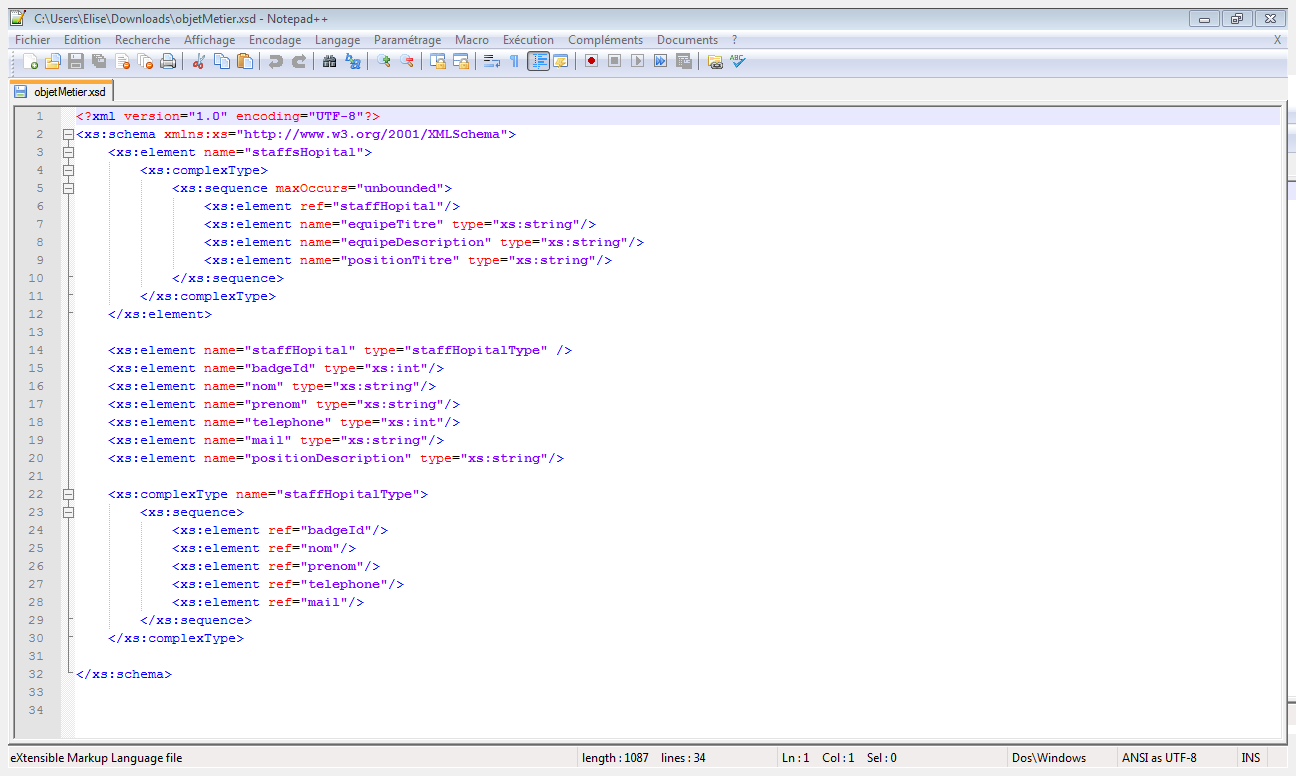 C:\Users\Elise\Downloads\objetMetier.xsd - Notepad++
Fichier Edition Recherche Affichage Encodage Langage Paramétrage Macro Exécution Compléments Documents ? X
objetMetier.xsd
1 <?xml version="1.0" encoding="UTF-8"?>
2 <xs:schema xmlns:xs="http://www.w3.org/2001/XMLSchema">
3 <xs:element name="staffsHopital">
4 <xs:complexType>
5 <xs:sequence maxOccurs="unbounded">
6 <xs:element ref="staffHopital"/>
7 <xs:element name="equipeTitre" type="xs:string"/>
8 <xs:element name="equipeDescription" type="xs:string"/>
9 <xs:element name="positionTitre" type="xs:string"/>
10 </xs:sequence>
11 </xs:complexType>
12 </xs:element>
13
14 <xs:element name="staffHopital" type="staffHopitalType" />
15 <xs:element name="badgeId" type="xs:int"/>
16 <xs:element name="nom" type="xs:string"/>
17 <xs:element name="prenom" type="xs:string"/>
18 <xs:element name="telephone" type="xs:int"/>
19 <xs:element name="mail" type="xs:string"/>
20 <xs:element name="positionDescription" type="xs:string"/>
21
22 <xs:complexType name="staffHopitalType">
23 <xs:sequence>
24 <xs:element ref="badgeId"/>
25 <xs:element ref="nom"/>
26 <xs:element ref="prenom"/>
27 <xs:element ref="telephone"/>
28 <xs:element ref="mail"/>
29 </xs:sequence>
30 </xs:complexType>
31
32 </xs:schema>
33
34
eXtensible Markup Language file length : 1087 lines : 34 Ln : 1 Col : 1 Sel : 0 Dos\Windows ANSI as UTF-8 INS